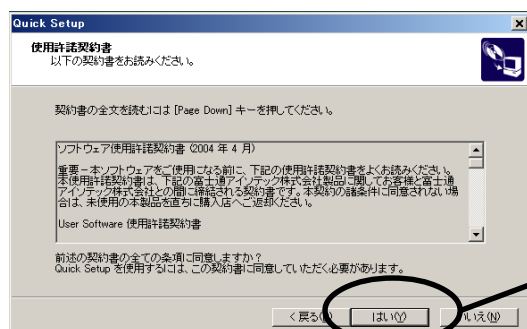 Quick Setup
使用許諾契約書
以下の契約書をお読みください。
契約書の全文を読むには [Page Down] キーを押してください。
ソフトウェア使用許諾契約書 (2004 年 4 月)
重要－本ソフトウェアをご使用になる前に、下記の使用許諾契約書をよくお読みください。
本使用許諾契約書は、下記の富士通アイソテック株式会社製品に関してお客様と富士通
アイソテック株式会社との間に締結される契約書です。本契約の諸条件に同意されない場
合は、未使用の本製品を直ちに購入店へご返却ください。
User Software 使用許諾契約書
前述の契約書の全ての条項に同意しますか?
Quick Setup を使用するには、この契約書に同意していただく必要があります。
< 戻る
はい(Y)
いいえ(N)